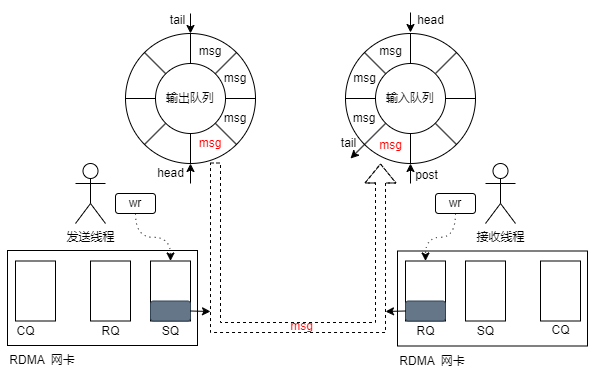 tail
head
msg
msg
msg
msg
输出队列
head
msg
msg
msg
msg
输入队列
tail
post
wr
发送线程
wr
接收线程
CQ
RQ
SQ
msg
RQ
SQ
CQ
RDMA 网卡
RDMA 网卡